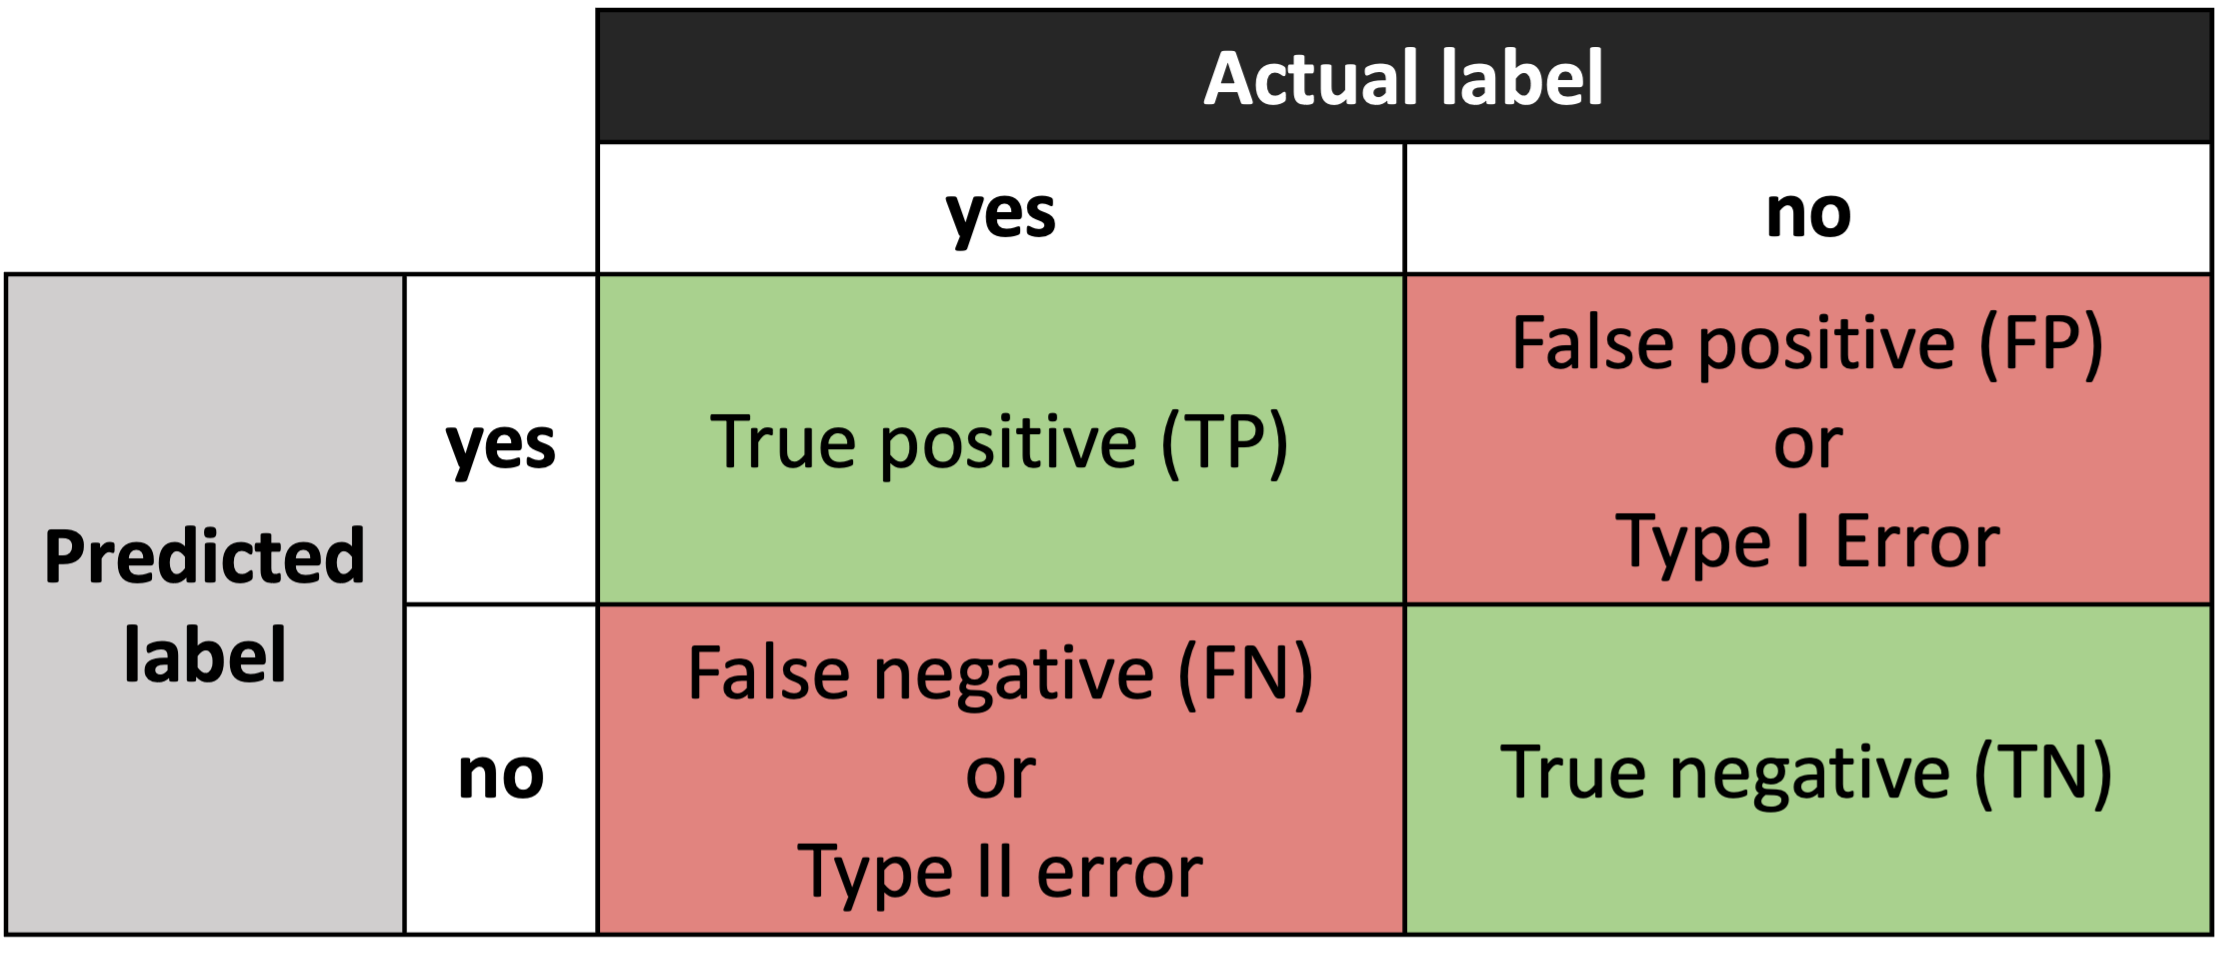 Actual label
yes
no
Predicted
label
yes
True positive (TP)
False positive (FP)
or
Type I Error
no
False negative (FN)
or
Type II error
True negative (TN)